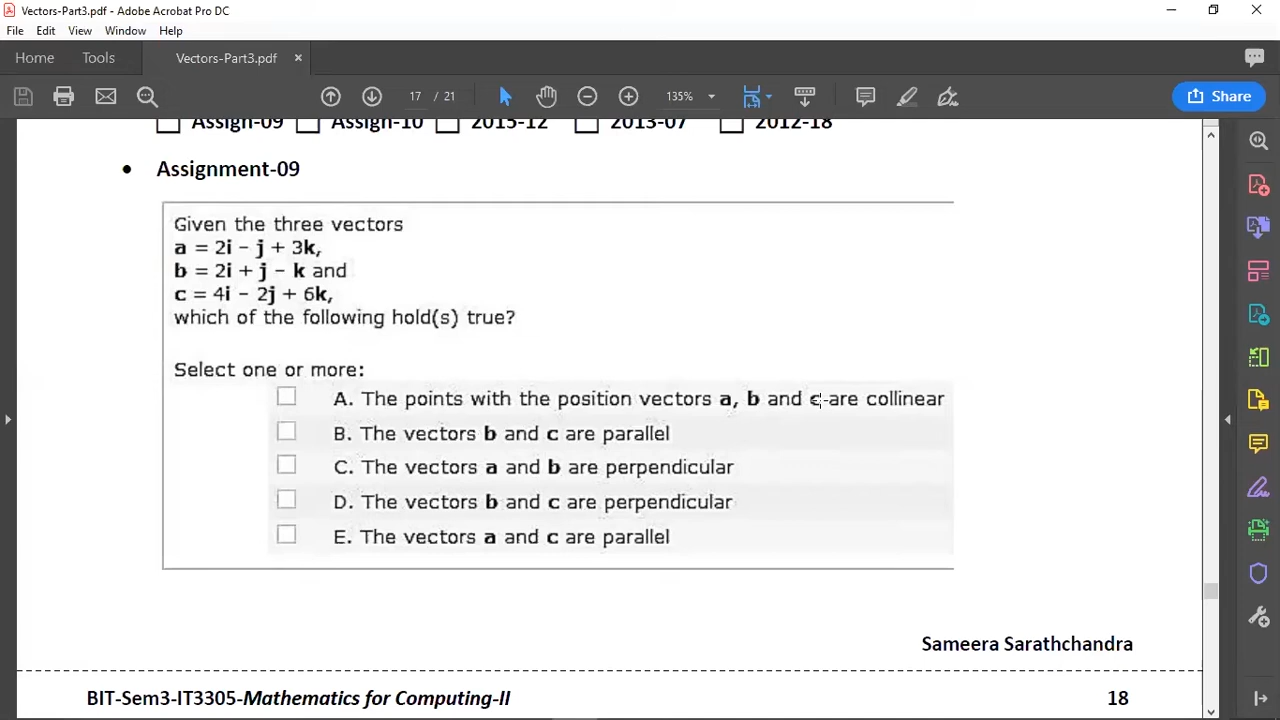 Vectors-Part3.pdf - Adobe Acrobat Pro DC
File Edit View Window Help
Home Tools Vectors-Part3.pdf ×
17 / 21 135% Share
Assign-09 Assign-10 2015-12 2013-07 2012-18
• Assignment-09
Given the three vectors
a = 2i - j + 3k,
b = 2i + j - k and
c = 4i - 2j + 6k,
which of the following hold(s) true?
Select one or more:
A. The points with the position vectors a, b and c are collinear
B. The vectors b and c are parallel
C. The vectors a and b are perpendicular
D. The vectors b and c are perpendicular
E. The vectors a and c are parallel
Sameera Sarathchandra
BIT-Sem3-IT3305-Mathematics for Computing-II 18